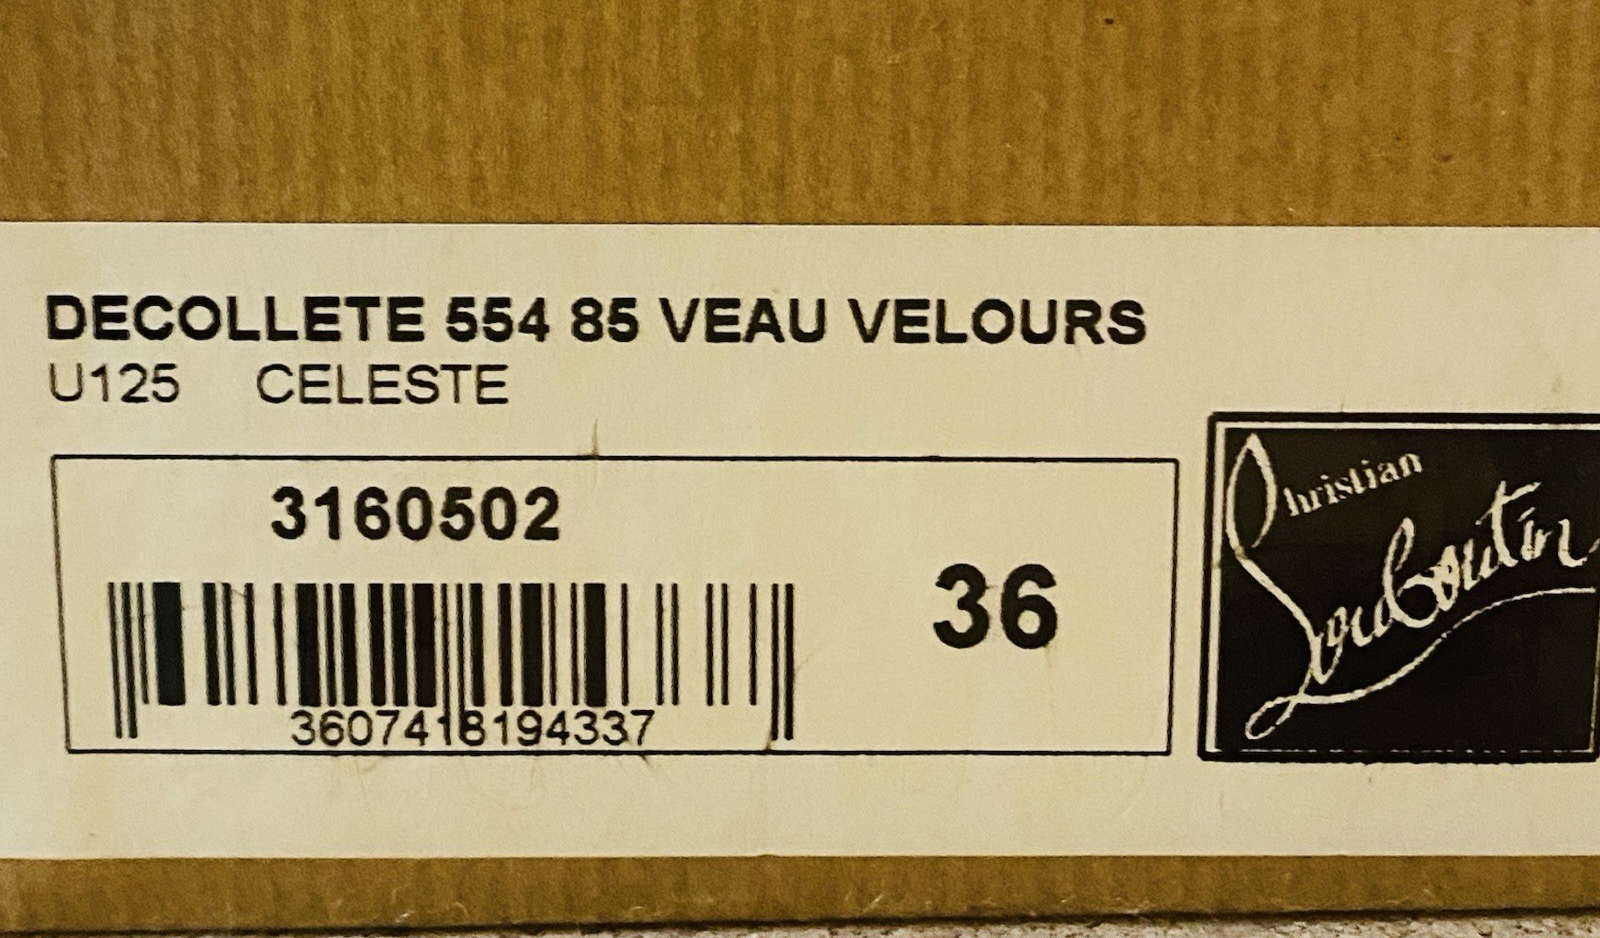 DECOLLETE 554 85 VEAU VELOURS
U125 CELESTE
3160502
36
3607418194337
Christian
Louboutin